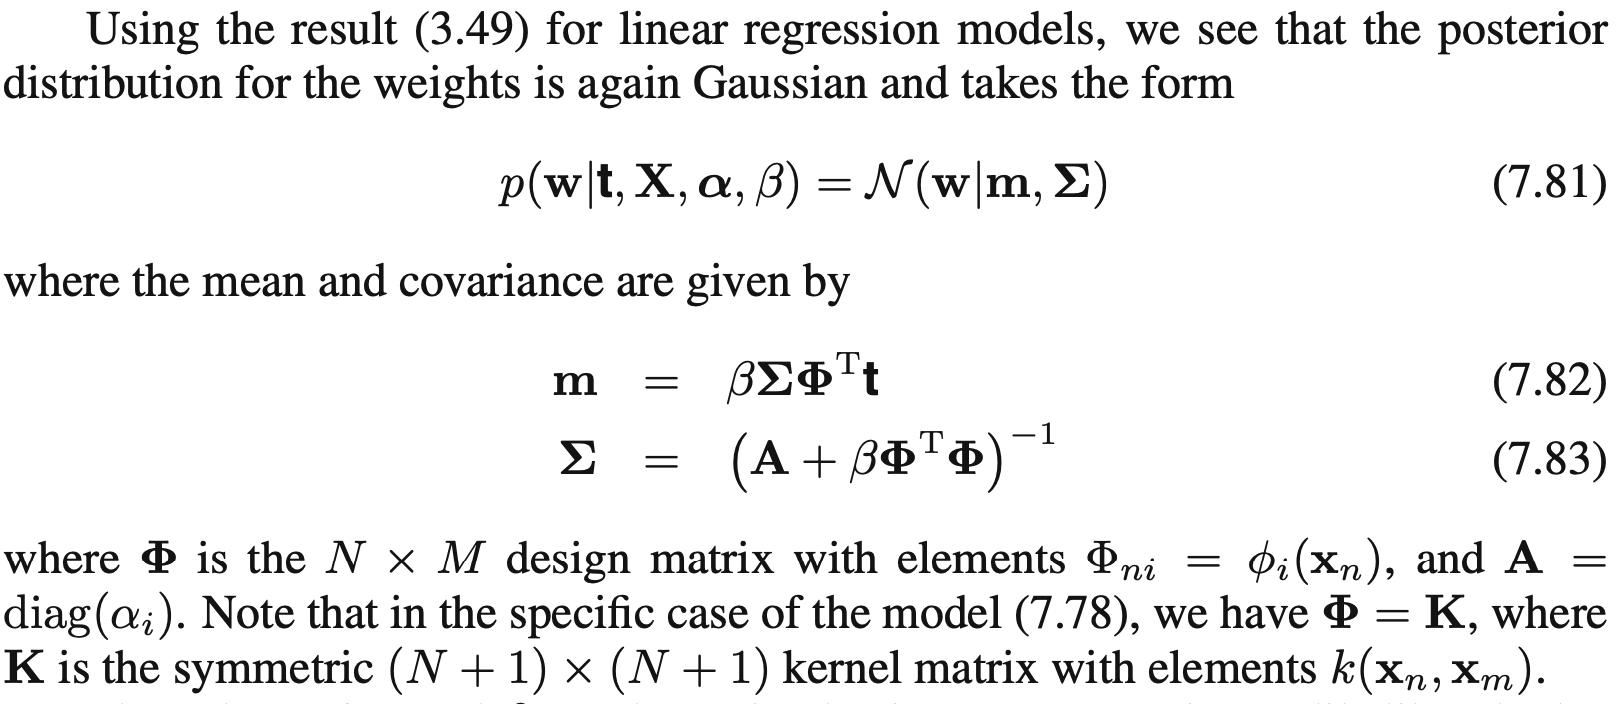 Using the result (3.49) for linear regression models, we see that the posterior
distribution for the weights is again Gaussian and takes the form
p(w|t, X, α, β) = 𝒩(w|m, Σ) (7.81)
where the mean and covariance are given by
m = βΣΦᵀt (7.82)
Σ = (A + βΦᵀΦ)⁻¹ (7.83)
where Φ is the N × M design matrix with elements Φₙᵢ = ϕᵢ(xₙ), and A =
diag(αᵢ). Note that in the specific case of the model (7.78), we have Φ = K, where
K is the symmetric (N + 1) × (N + 1) kernel matrix with elements k(xₙ, xₘ).